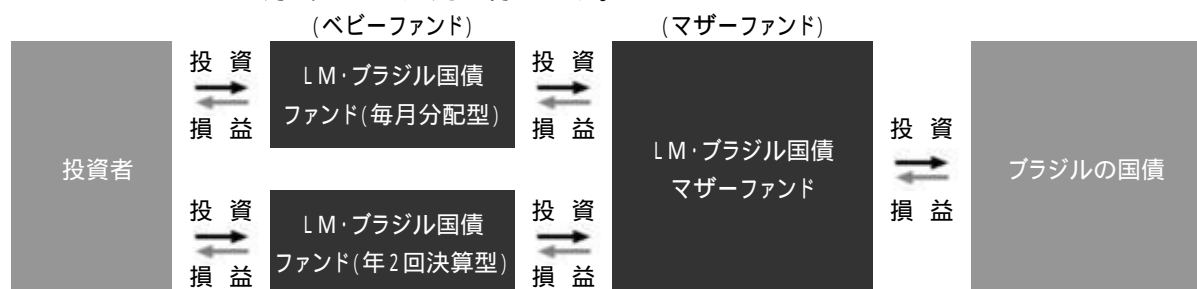 (ベビーファンド)
(マザーファンド)
投資者
投 資
損 益
LM・ブラジル国債
ファンド(毎月分配型)
投 資
損 益
投 資
損 益
LM・ブラジル国債
ファンド(年2回決算型)
投 資
損 益
LM・ブラジル国債
マザーファンド
投 資
損 益
ブラジルの国債